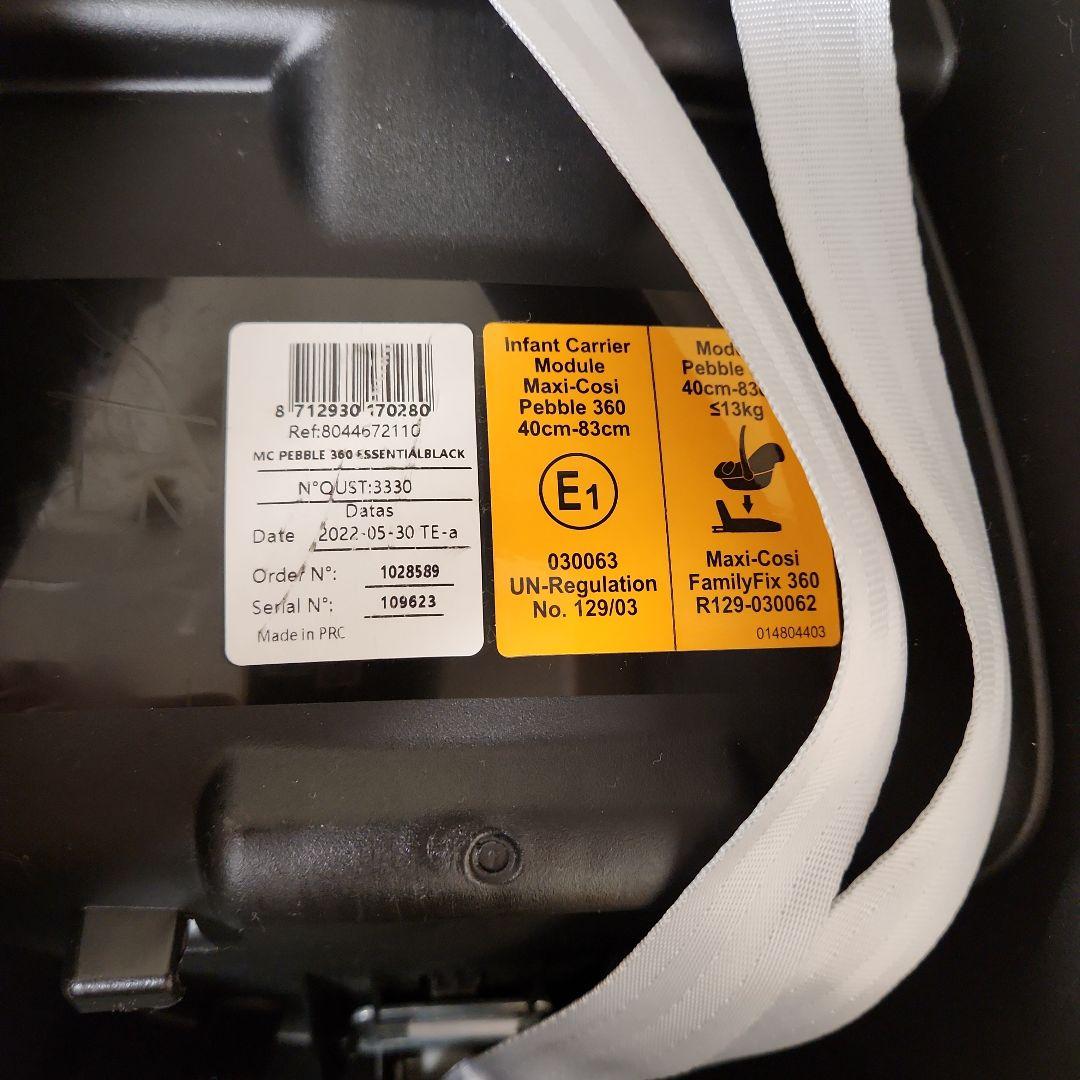 8 712930 170280
Ref:8044672110
MC PEBBLE 360 ESSENTIALBLACK
N°QUST:3330
Datas
Date 2022-05-30 TE-a
Order N°: 1028589
Serial N°: 109623
Made in PRC
Infant Carrier
Module
Maxi-Cosi
Pebble 360
40cm-83cm
E1
030063
UN-Regulation
No. 129/03
Pebble
≤13kg
Maxi-Cosi
FamilyFix 360
R129-030062
014804403